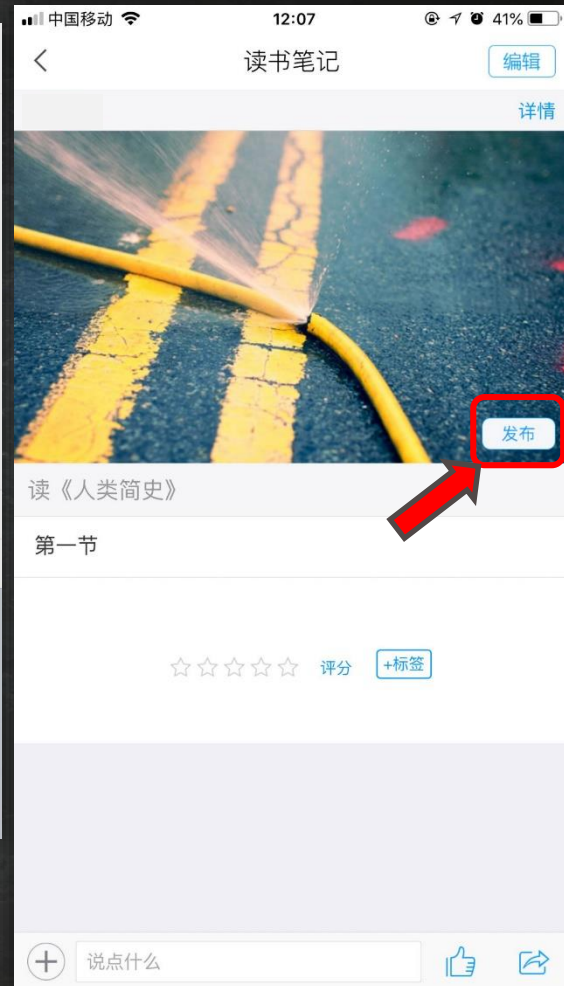 中国移动 12:07 41%
读书笔记 编辑
详情
发布
读《人类简史》
第一节
评分 +标签
说点什么